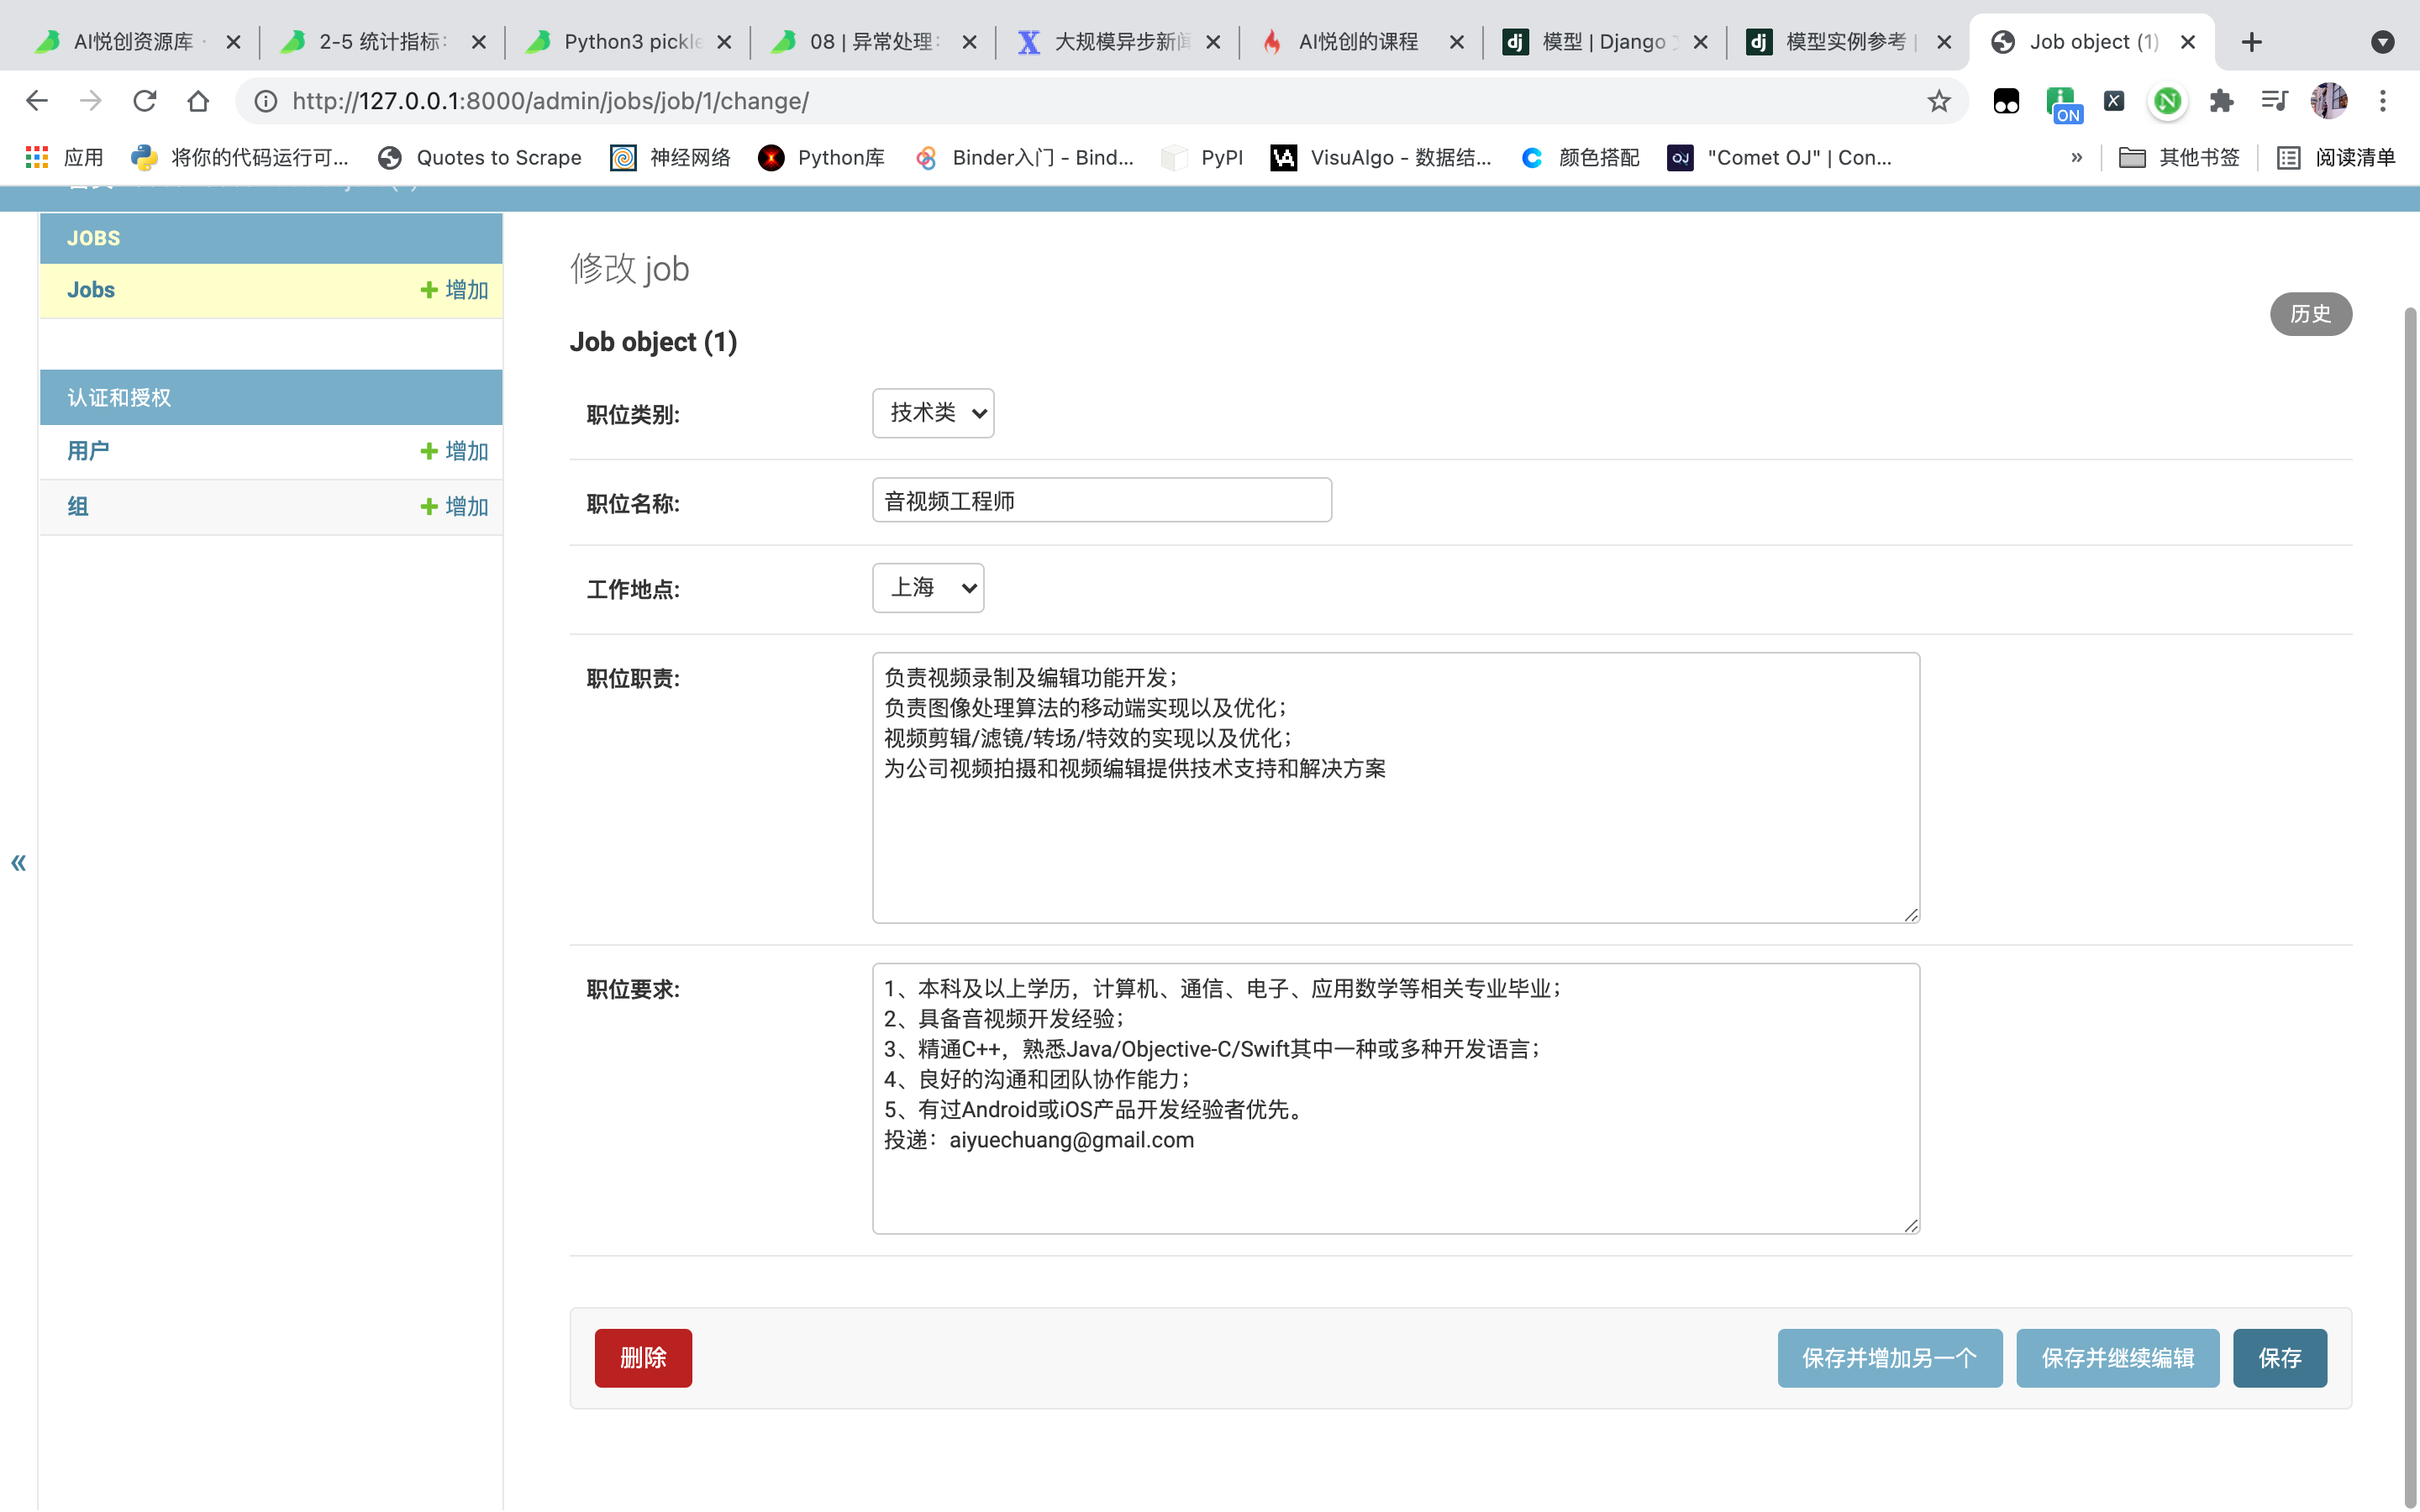 AI悦创资源库
2-5 统计指标:
Python3 pickle
08 | 异常处理:
大规模异步新闻
AI悦创的课程
模型 | Django
模型实例参考 |
Job object (1)
http://127.0.0.1:8000/admin/jobs/job/1/change/
ON
应用
将你的代码运行可...
Quotes to Scrape
神经网络
Python库
Binder入门 - Bind...
PyPI
VisuAlgo - 数据结...
颜色搭配
"Comet OJ" | Con...
»
其他书签
阅读清单
JOBS
Jobs
增加
认证和授权
用户
增加
组
增加
«
修改 job
历史
Job object (1)
职位类别:
技术类
职位名称:
音视频工程师
工作地点:
上海
职位职责:
负责视频录制及编辑功能开发;
负责图像处理算法的移动端实现以及优化;
视频剪辑/滤镜/转场/特效的实现以及优化;
为公司视频拍摄和视频编辑提供技术支持和解决方案
职位要求:
1、本科及以上学历，计算机、通信、电子、应用数学等相关专业毕业;
2、具备音视频开发经验;
3、精通C++，熟悉Java/Objective-C/Swift其中一种或多种开发语言;
4、良好的沟通和团队协作能力;
5、有过Android或iOS产品开发经验者优先。
投递：aiyuechuang@gmail.com
删除
保存并增加另一个
保存并继续编辑
保存